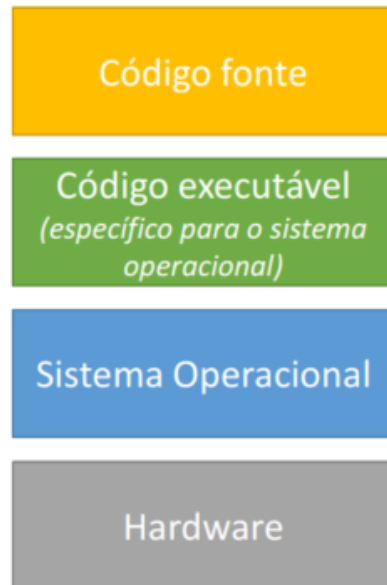 Código fonte
Código executável
(específico para o sistema
operacional)
Sistema Operacional
Hardware